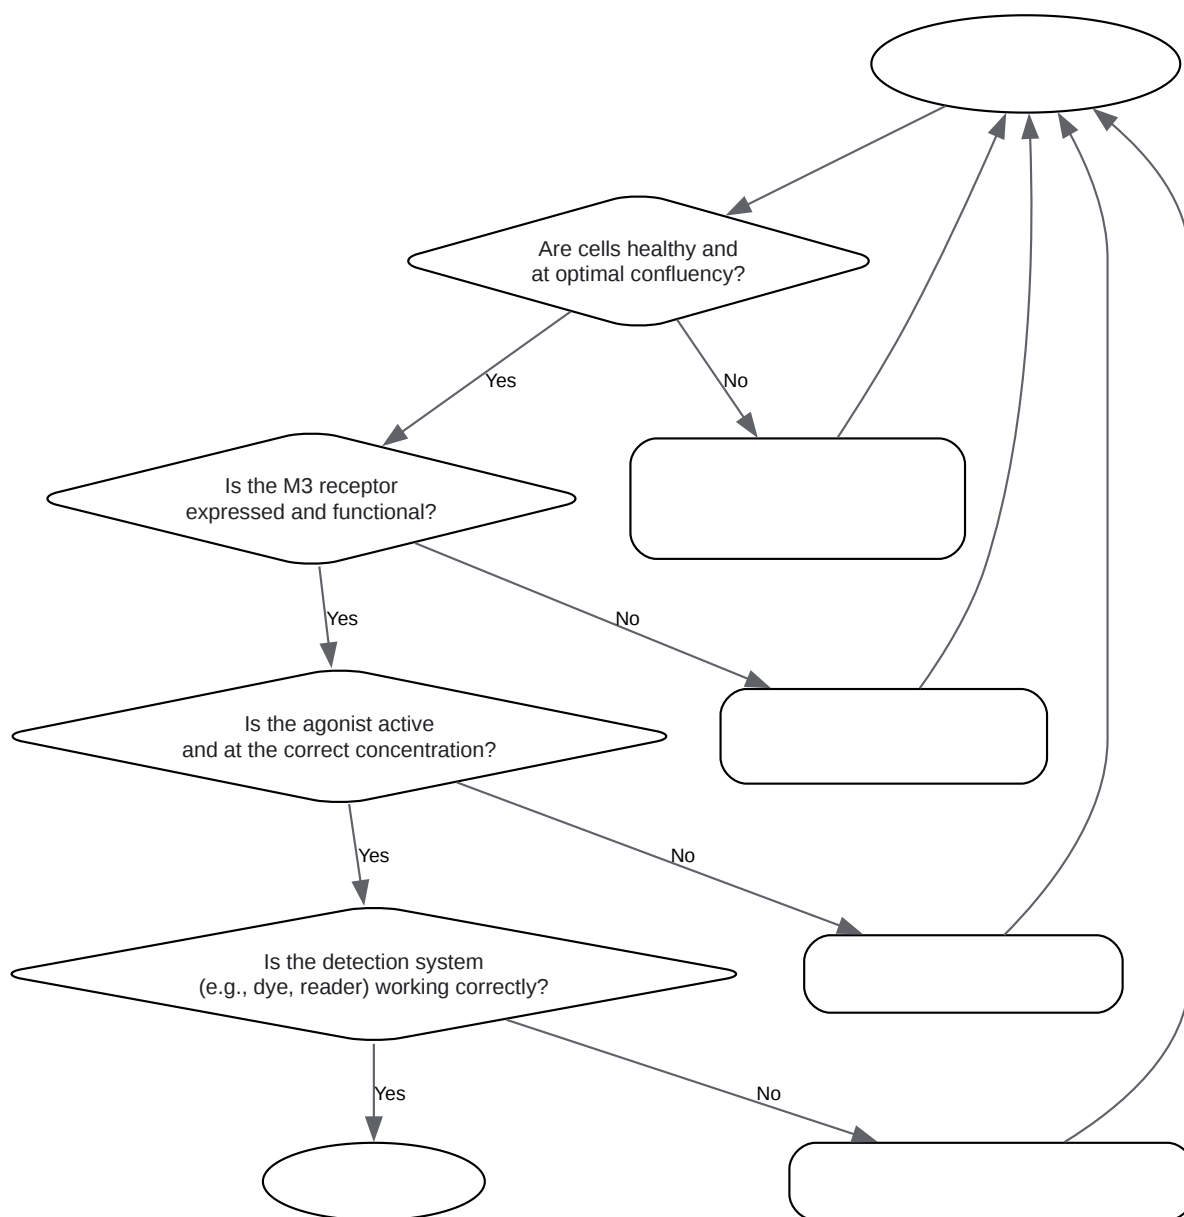 Are cells healthy and
at optimal confluency?
Yes
No
Is the M3 receptor
expressed and functional?
Yes
No
Is the agonist active
and at the correct concentration?
Yes
No
Is the detection system
(e.g., dye, reader) working correctly?
Yes
No